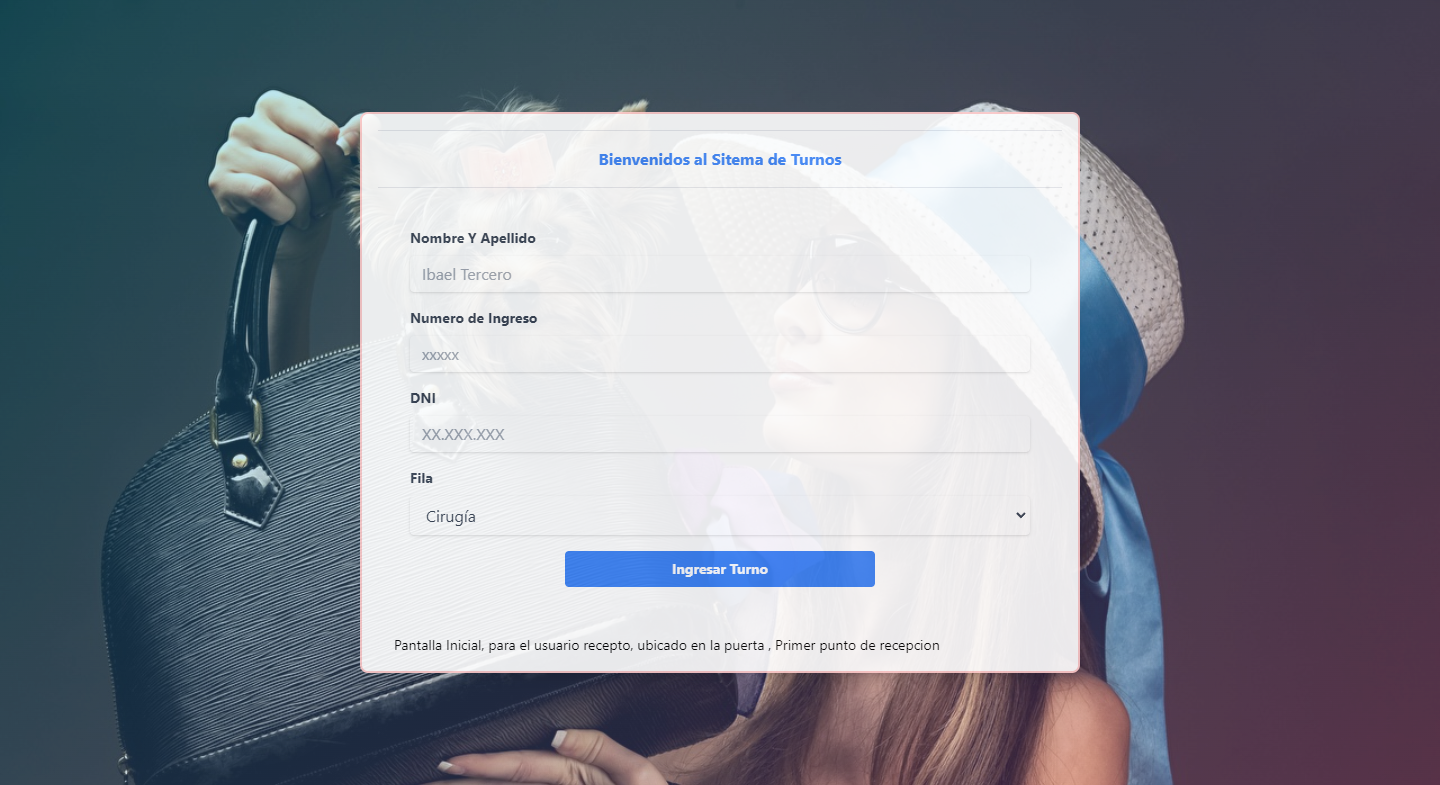 Bienvenidos al Sitema de Turnos
Nombre Y Apellido
Ibael Tercero
Numero de Ingreso
xxxxx
DNI
XX.XXX.XXX
Fila
Cirugía
Ingresar Turno
Pantalla Inicial, para el usuario recepto, ubicado en la puerta , Primer punto de recepcion